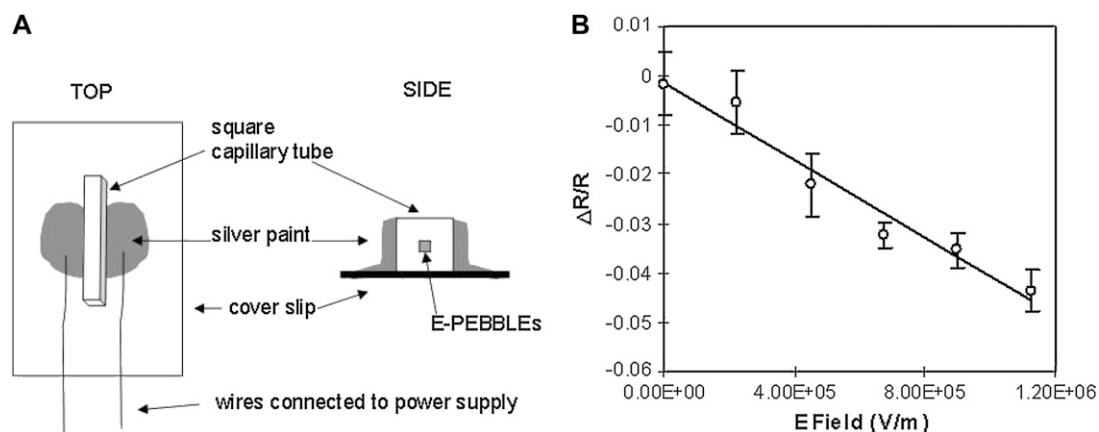 A
TOP
SIDE
square
capillary tube
silver paint
cover slip
E-PEBBLEs
wires connected to power supply
B
0.01
0
-0.01
-0.02
-0.03
-0.04
-0.05
-0.06
ΔR/R
0.00E+00
4.00E+05
8.00E+05
1.20E+06
E Field (V/m)